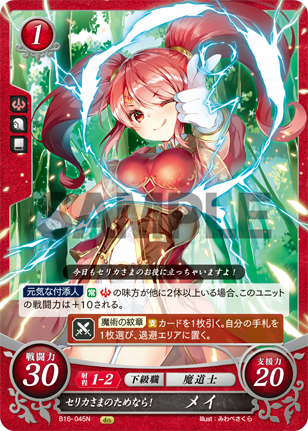 1
SAMPLE
今日もセリカさまのお役に立っちゃいますよ！
元気な付添人 常 の味方が他に2体以上いる場合、このユニット
の戦闘力は＋10される。
魔術の紋章 支 カードを1枚引く。自分の手札を
1枚選び、退避エリアに置く。
戦闘力 30
射程 1-2 下級職 魔道士
支援力 20
セリカさまのためなら！ メイ
B16-045N Illust：みわべさくら